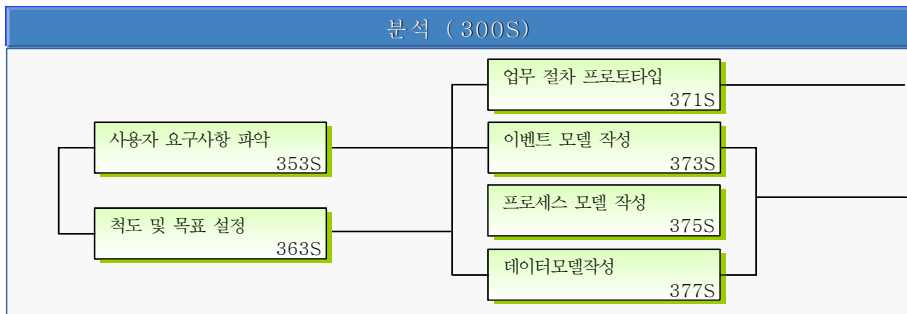 분석 (300S)
사용자 요구사항 파악
353S
척도 및 목표 설정
363S
업무 절차 프로토타입
371S
이벤트 모델 작성
373S
프로세스 모델 작성
375S
데이터모델작성
377S